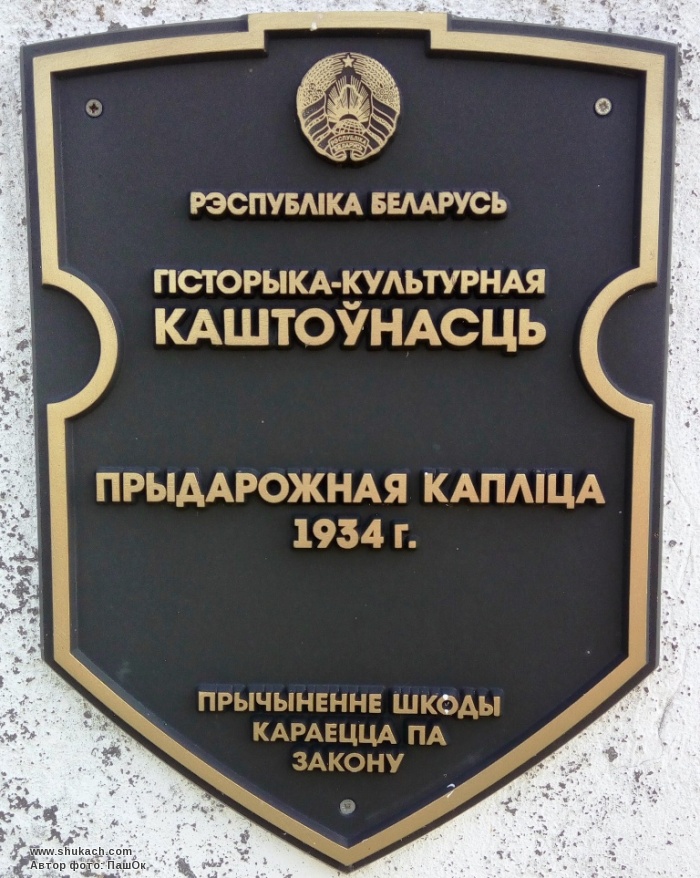 РЭСПУБЛІКА БЕЛАРУСЬ
ГІСТОРЫКА-КУЛЬТУРНАЯ
КАШТОЎНАСЦЬ
ПРЫДАРОЖНАЯ КАПЛІЦА
1934 г.
ПРЫЧЫНЕННЕ ШКОДЫ
КАРАЕЦЦА ПА
ЗАКОНУ
www.shukach.com
Автор фото: ПашОк